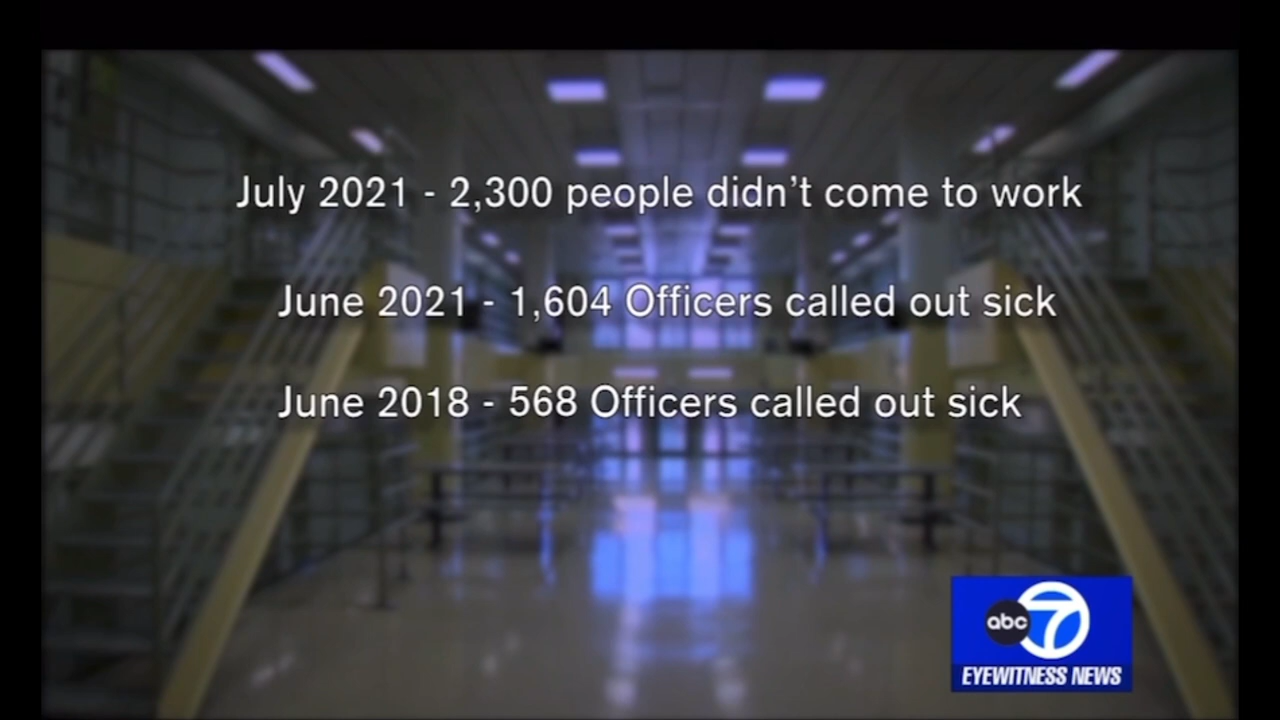 July 2021 - 2,300 people didn't come to work
June 2021 - 1,604 Officers called out sick
June 2018 - 568 Officers called out sick
abc 7
EYEWITNESS NEWS